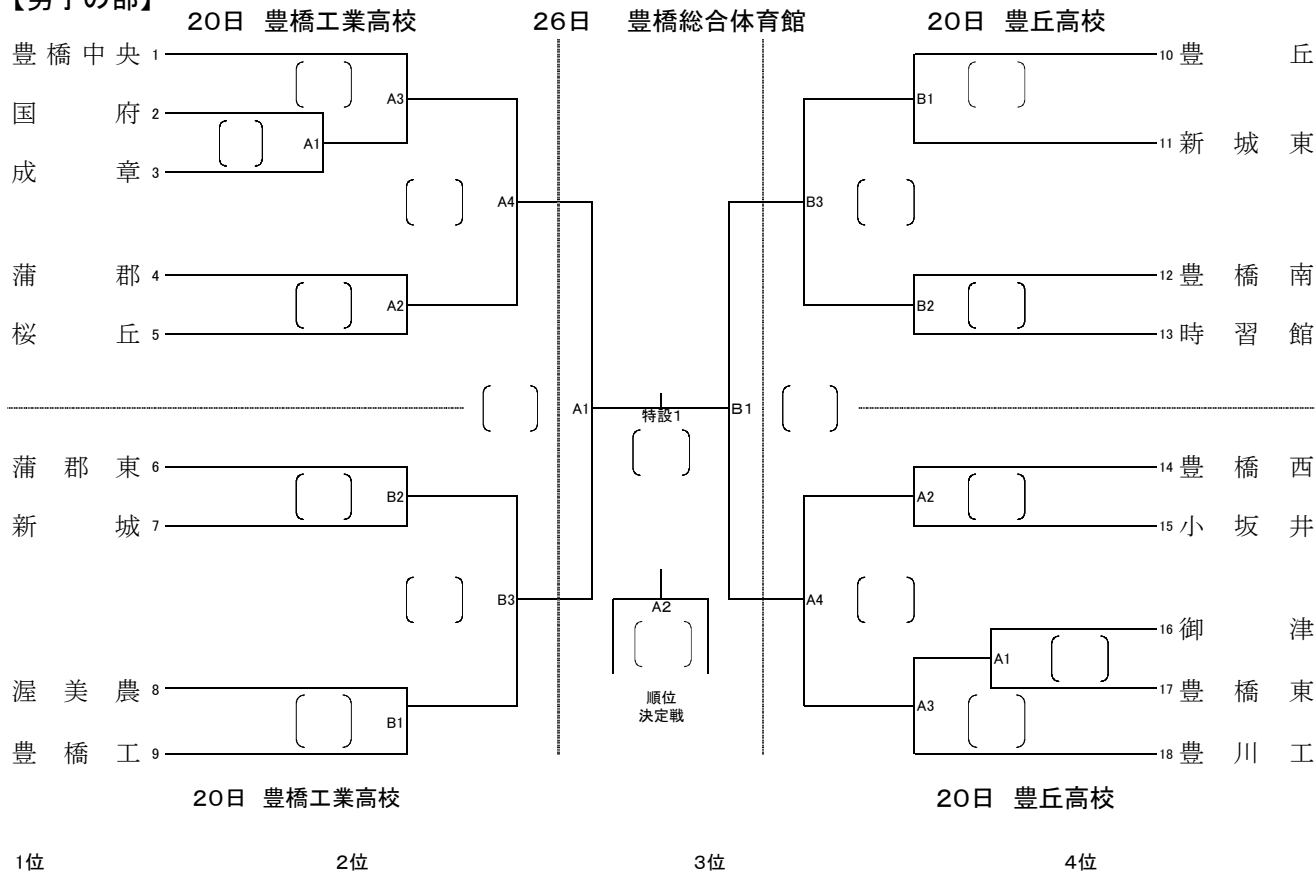 【男子の部】
20日 豊橋工業高校
26日 豊橋総合体育館
20日 豊丘高校
豊橋中央 1
国府 2
成章 3
蒲郡 4
桜丘 5
蒲郡東 6
新城 7
渥美農 8
豊橋工 9
A3
A1
A4
A2
B2
B3
B1
A1
特設1
B1
A2
順位
決定戦
B1
B3
B2
A2
A4
A1
A3
10 豊丘
11 新城東
12 豊橋南
13 時習館
14 豊橋西
15 小坂井
16 御津
17 豊橋東
18 豊川工
20日 豊橋工業高校
20日 豊丘高校
1位 2位 3位 4位